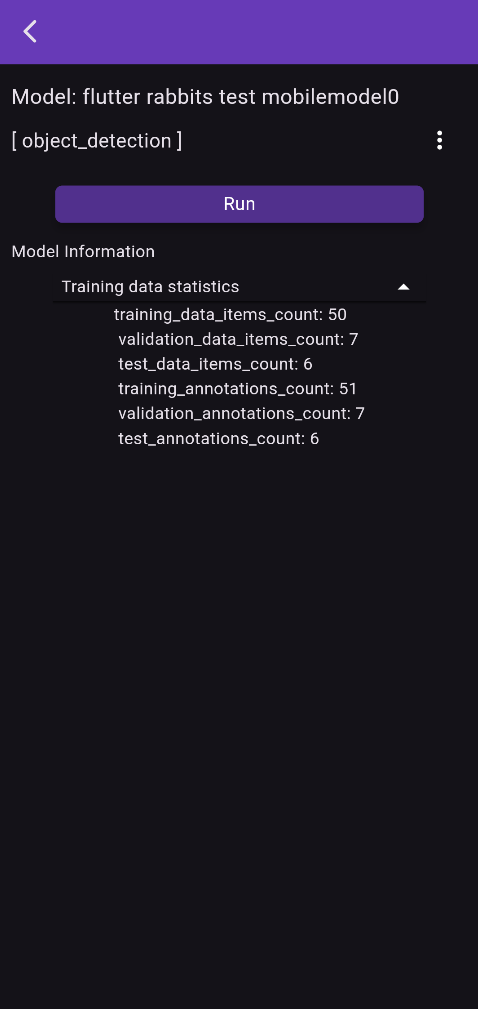 Model: flutter rabbits test mobilemodel0
[ object_detection ]
Run
Model Information
Training data statistics
training_data_items_count: 50
validation_data_items_count: 7
test_data_items_count: 6
training_annotations_count: 51
validation_annotations_count: 7
test_annotations_count: 6